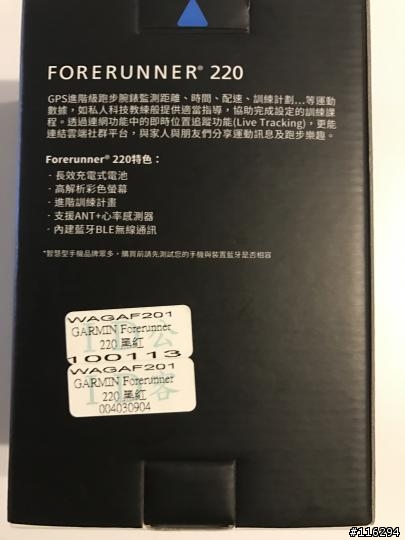 FORERUNNER® 220
GPS進階級跑步腕錶監測距離、時間、配速、訓練計劃...等運動
數據，如私人科技教練般提供適當指導，協助完成設定的訓練課
程。透過連網功能中的即時位置追蹤功能(Live Tracking)，更能
連結雲端社群平台，與家人與朋友們分享運動訊息及跑步樂趣。
Forerunner® 220特色：
· 長效充電式電池
· 高解析彩色螢幕
· 進階訓練計畫
· 支援ANT+心率感測器
· 內建藍牙BLE無線通訊
*智慧型手機品牌眾多，購買前請先測試您的手機與裝置藍牙是否相容
WAGAF201
GARMIN Forerunner
220 黑紅
100113
WAGAF201
GARMIN Forerunner
220 黑紅
004030904
#116294